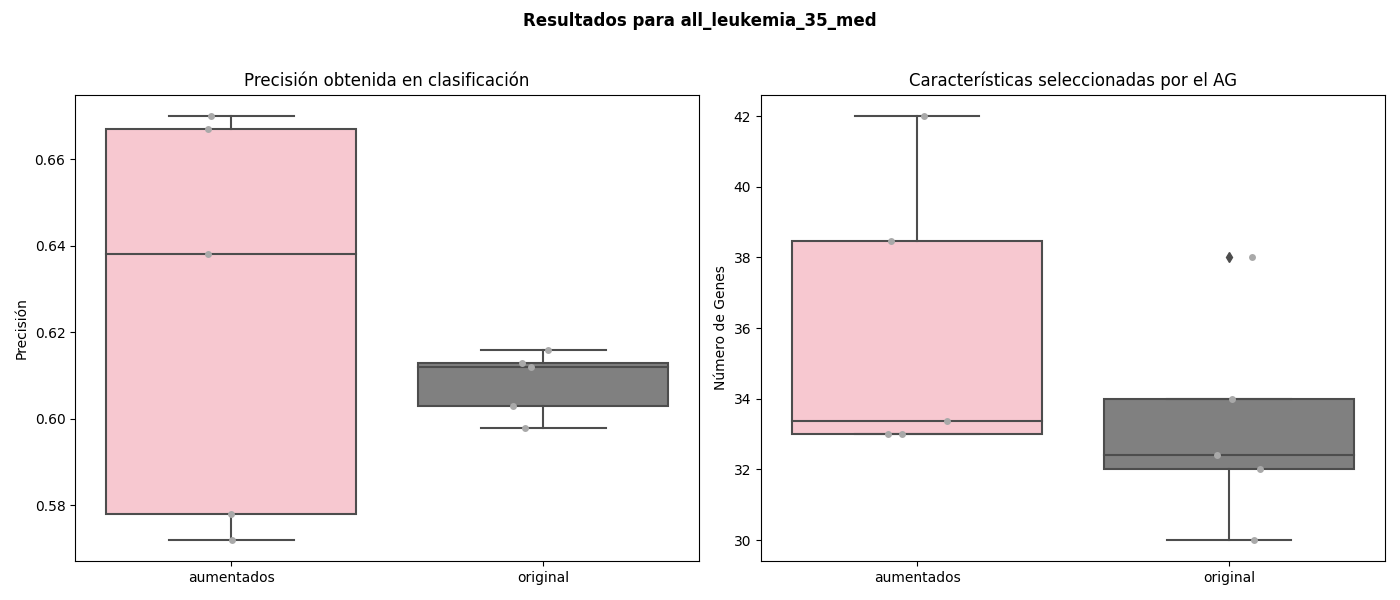 Resultados para all_leukemia_35_med
Precisión obtenida en clasificación
Precisión
0.66
0.64
0.62
0.60
0.58
aumentados
original
Características seleccionadas por el AG
Número de Genes
42
40
38
36
34
32
30
aumentados
original